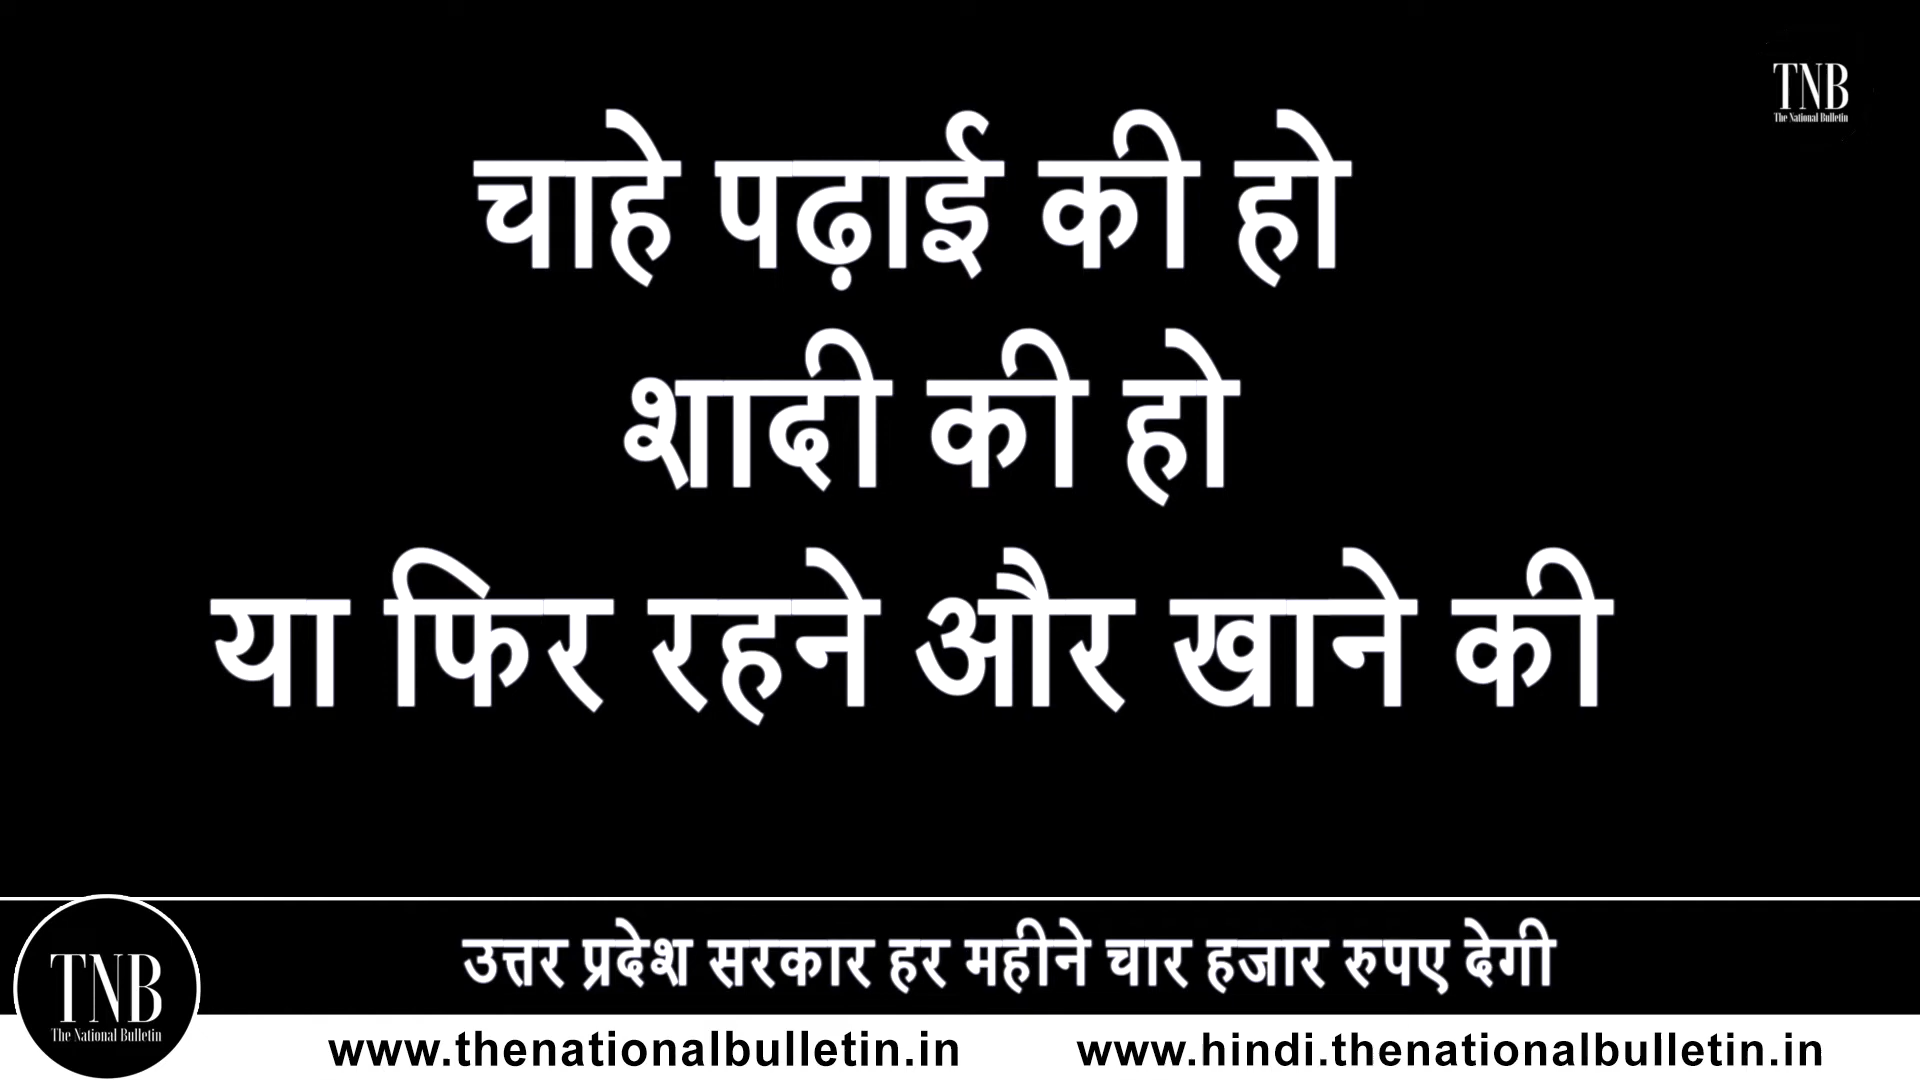 TNB
The National Bulletin
चाहे पढ़ाई की हो
शादी की हो
या फिर रहने और खाने की
उत्तर प्रदेश सरकार हर महीने चार हजार रुपए देगी
TNB
The National Bulletin
www.thenationalbulletin.in www.hindi.thenationalbulletin.in